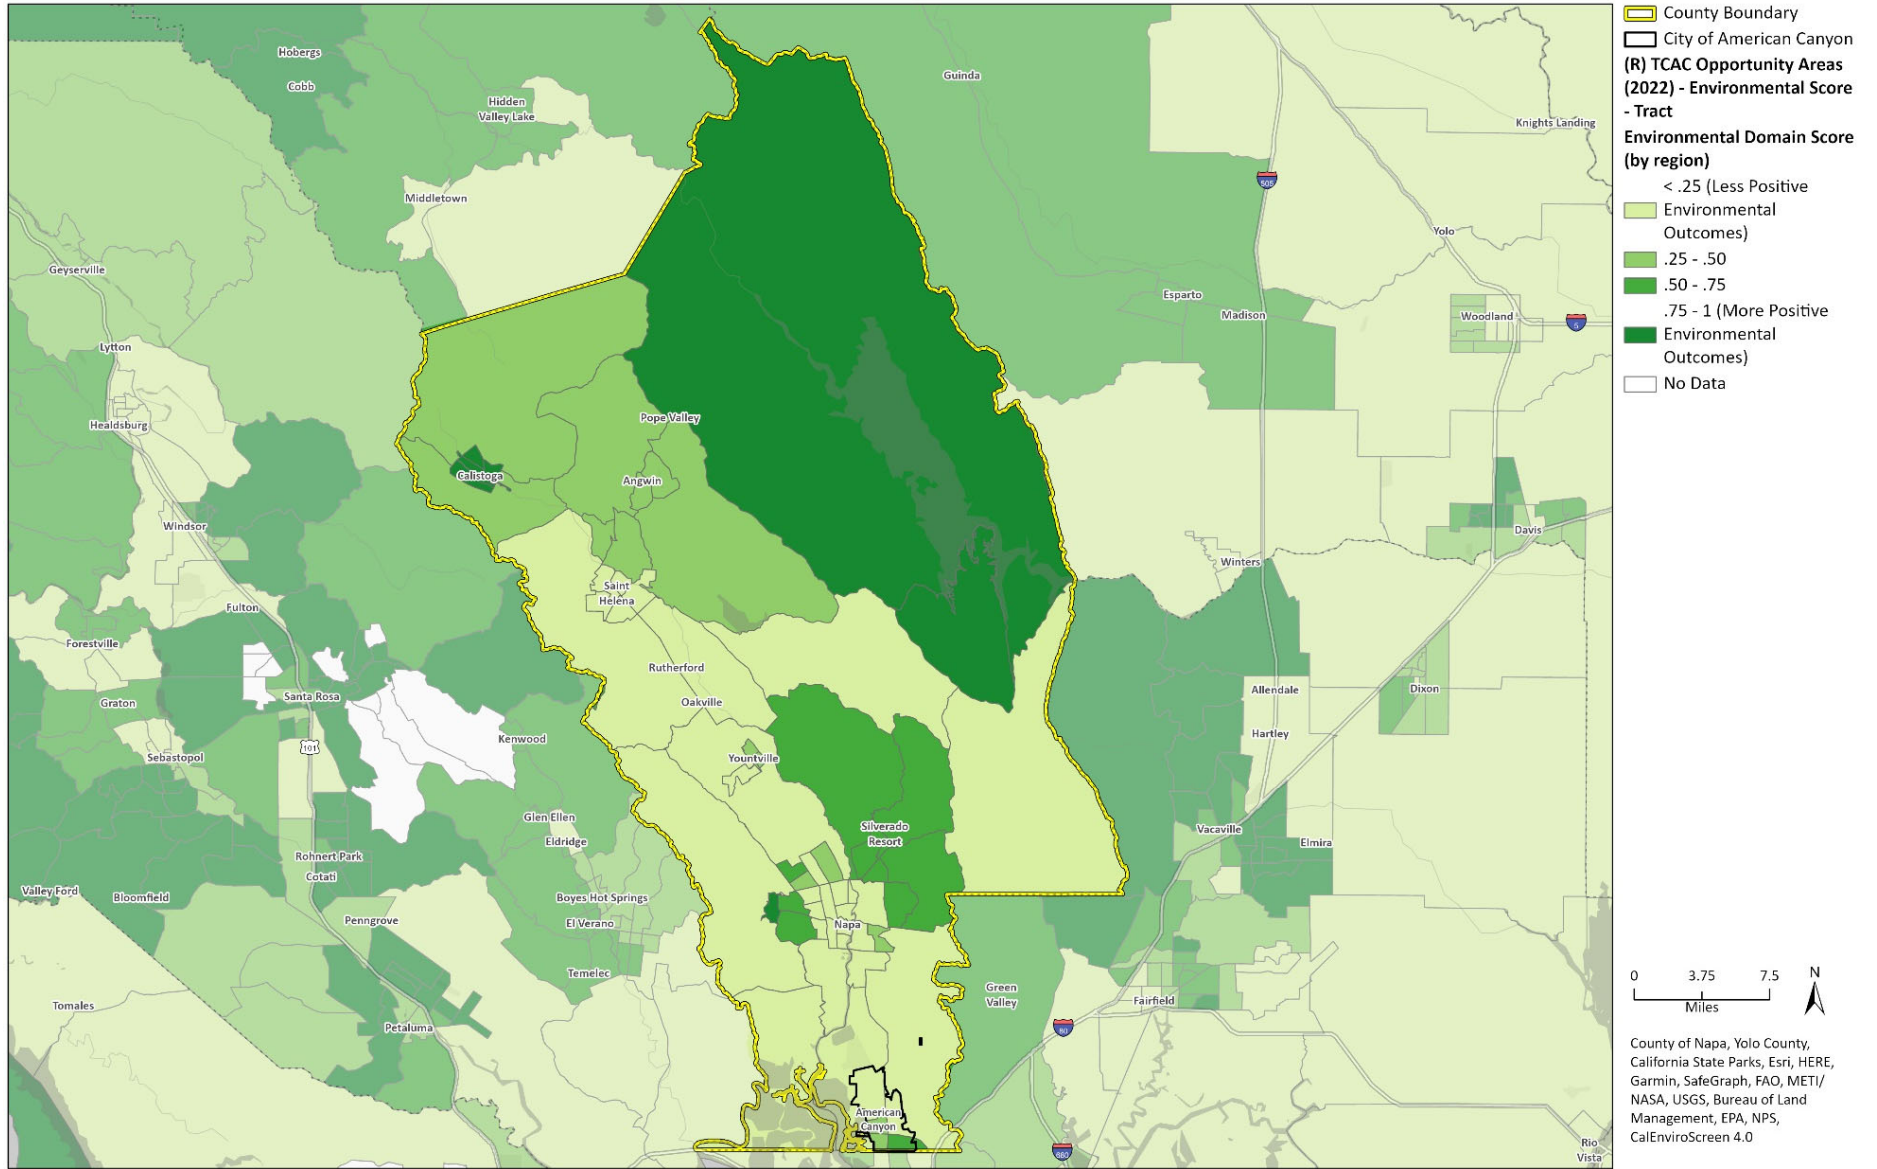 Hobergs
Cobb
Hidden
Valley Lake
Guinda
Knights Landing
Middletown
505
Yolo
Geyserville
Esparto
Madison
Woodland
5
Lytton
Healdsburg
Pope Valley
Calistoga
Angwin
Windsor
Davis
Winters
Saint
Helena
Fulton
Forestville
Rutherford
Santa Rosa
Oakville
Allendale
Dixon
Graton
Hartley
Kenwood
101
Sebastopol
Yountville
Glen Ellen
Silverado
Resort
Vacaville
Eldridge
Elmira
Rohnert Park
Cotati
Valley Ford
Bloomfield
Boyes Hot Springs
Penngrove
El Verano
Napa
Temelec
Green
Valley
Fairfield
Tomales
Petaluma
80
American
Canyon
680
Rio
Vista
County Boundary
City of American Canyon
(R) TCAC Opportunity Areas
(2022) - Environmental Score
- Tract
Environmental Domain Score
(by region)
< .25 (Less Positive
Environmental
Outcomes)
.25 - .50
.50 - .75
.75 - 1 (More Positive
Environmental
Outcomes)
No Data
0 3.75 7.5
Miles
N
County of Napa, Yolo County,
California State Parks, Esri, HERE,
Garmin, SafeGraph, FAO, METI/
NASA, USGS, Bureau of Land
Management, EPA, NPS,
CalEnviroScreen 4.0